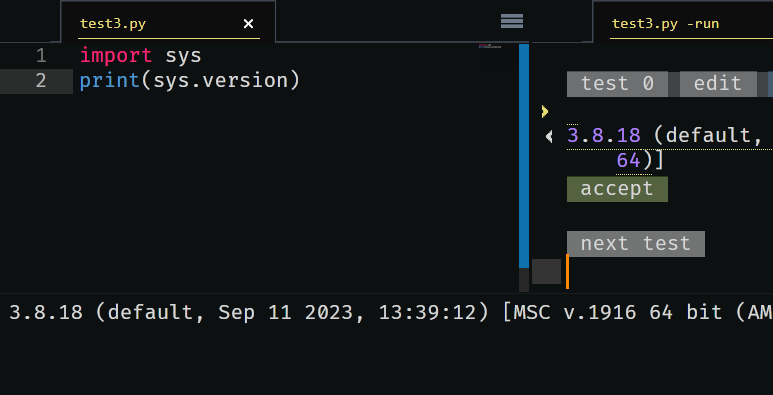 test3.py ×
1 import sys
2 print(sys.version)
test3.py -run
test 0 edit
3.8.18 (default,
64)]
accept
next test
3.8.18 (default, Sep 11 2023, 13:39:12) [MSC v.1916 64 bit (AM